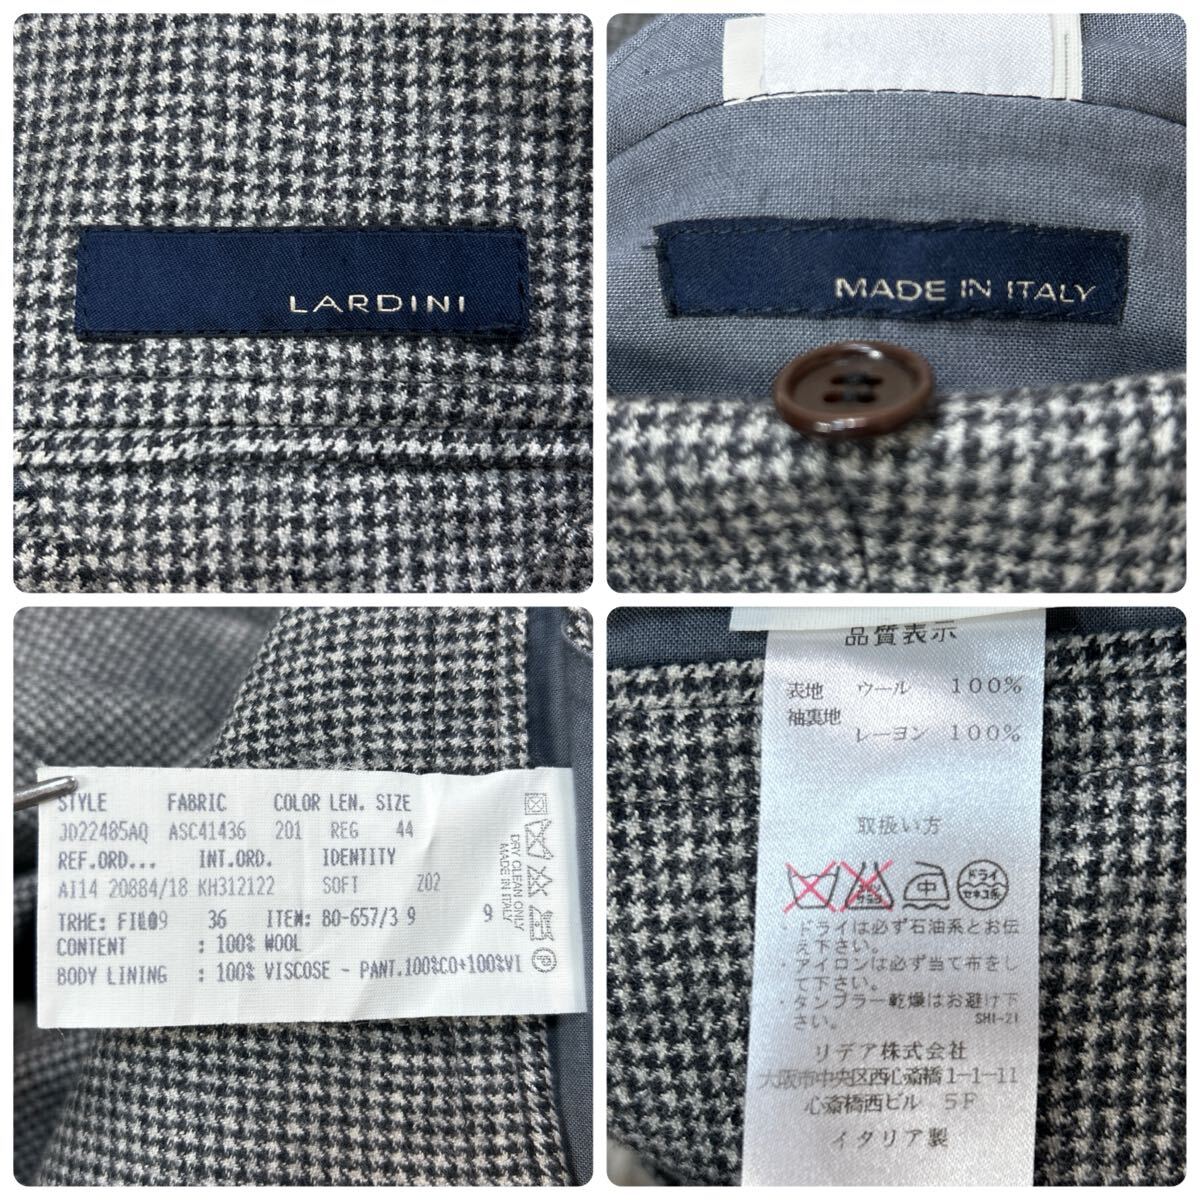 LARDINI
MADE IN ITALY
STYLE FABRIC COLOR LEN. SIZE
JD22485AQ ASC41436 201 REG 44
REF.ORD... INT.ORD. IDENTITY
AI14 20884/18 KH312122 SOFT Z02
36 ITEM: 80-657/3 9 9
CONTENT : 100% WOOL
BODY LINING : 100% VISCOSE - PANT.100%CO+100%VI
DRY CLEAN ONLY
MADE IN ITALY
品質表示
表地 ウール 100%
袖裏地
レーヨン 100%
取扱い方
中 ドライ セキユ系
・ドライは必ず石油系とお伝
え下さい。
・アイロンは必ず当て布をし
て下さい。
・タンブラー乾燥はお避け下
さい。 SHI-21
リデア株式会社
大阪市中央区西心斎橋1-1-11
心斎橋西ビル 5F
イタリア製